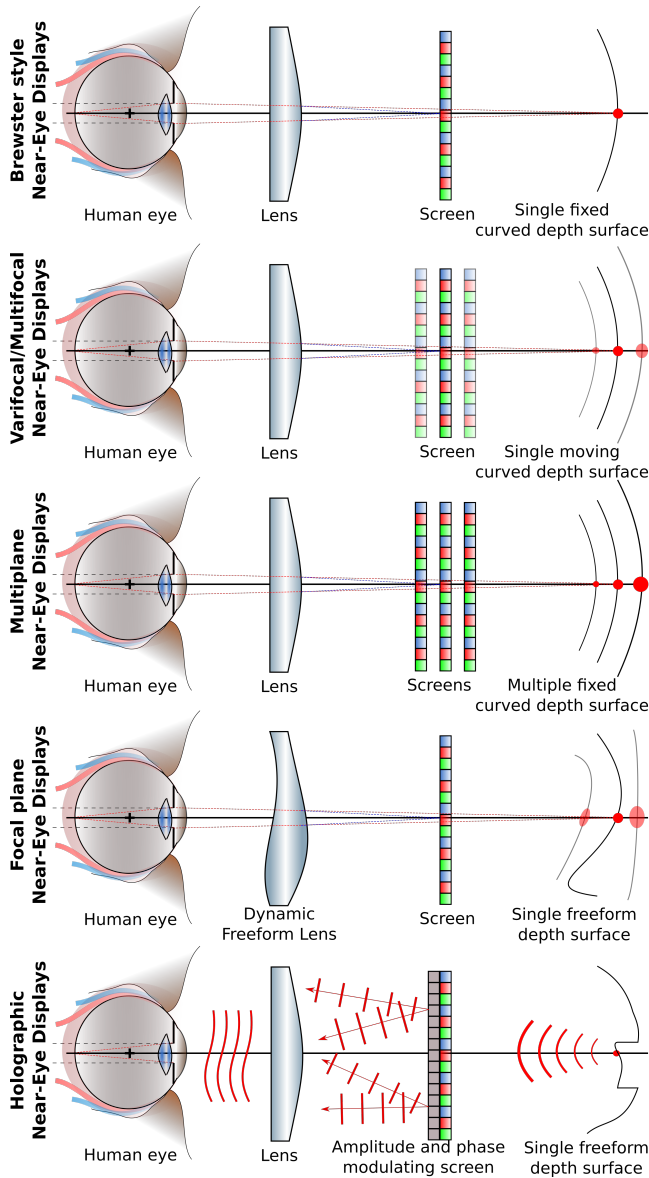 Brewster style
Near-Eye Displays
Human eye
Lens
Screen
Single fixed
curved depth surface
Varifocal/Multifocal
Near-Eye Displays
Human eye
Lens
Screen
Single moving
curved depth surface
Multiplane
Near-Eye Displays
Human eye
Lens
Screens
Multiple fixed
curved depth surface
Focal plane
Near-Eye Displays
Human eye
Dynamic
Freeform Lens
Screen
Single freeform
depth surface
Holographic
Near-Eye Displays
Human eye
Lens
Amplitude and phase
modulating screen
Single freeform
depth surface